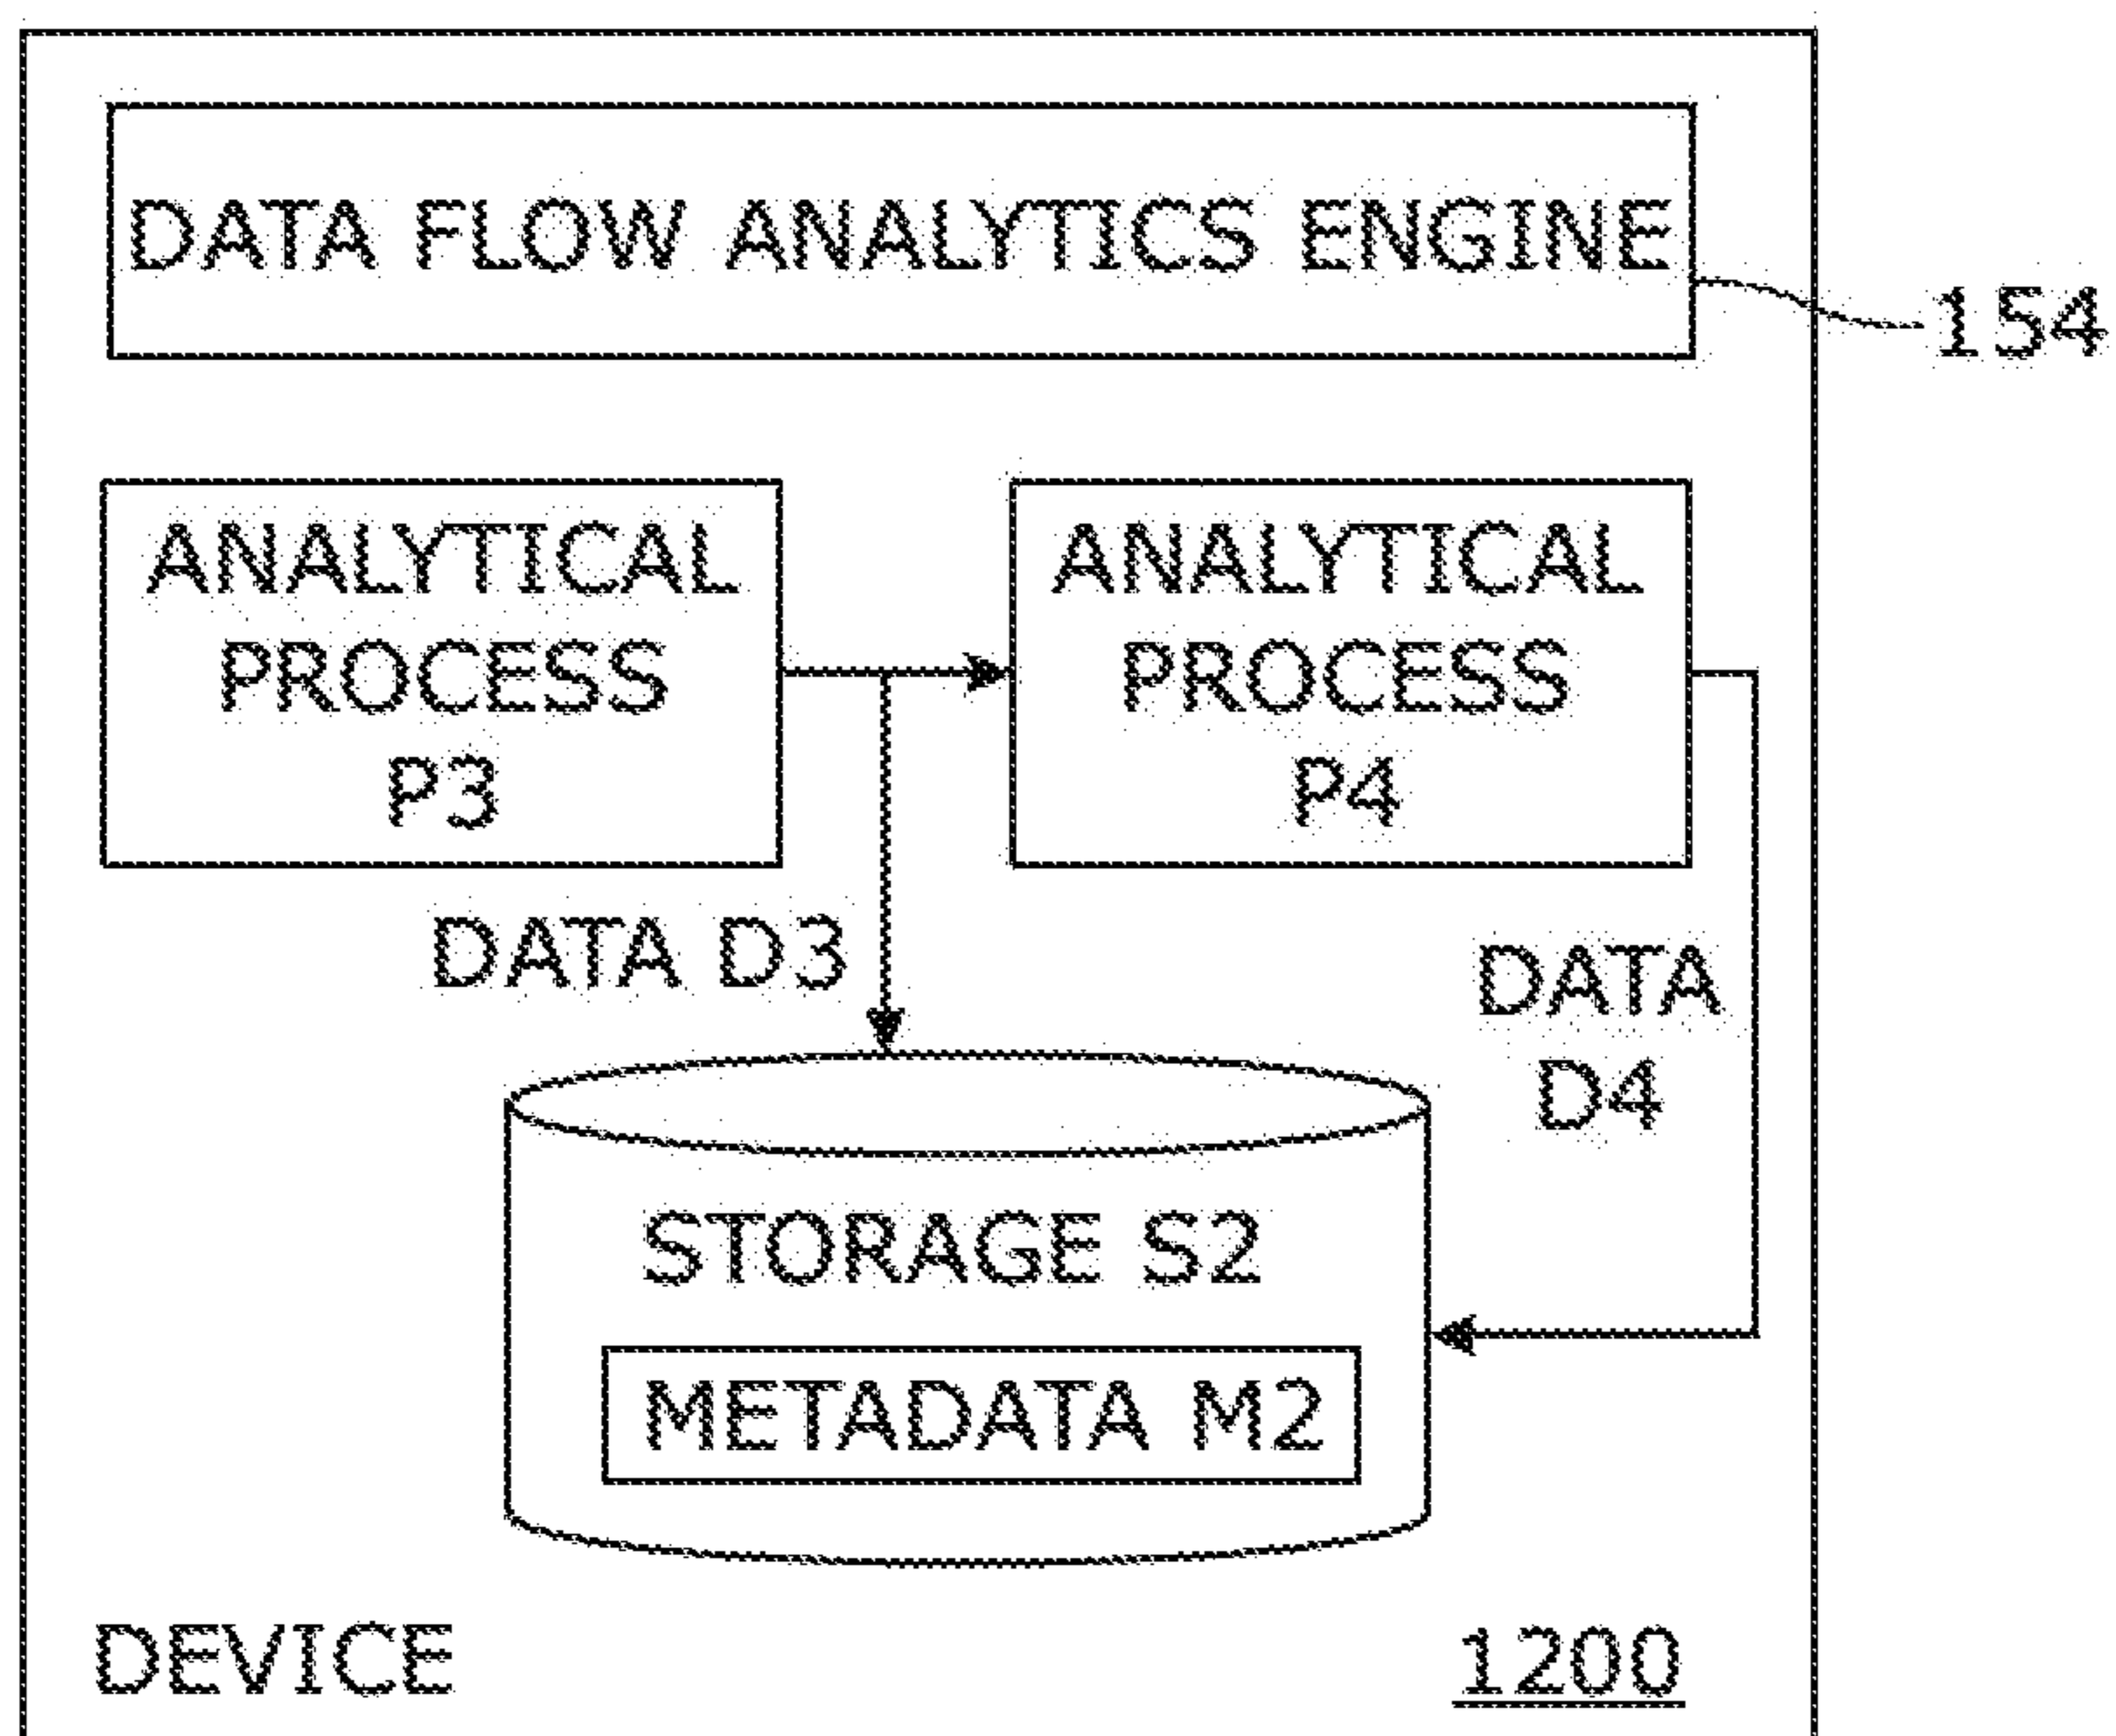 DATA FLOW ANALYTICS ENGINE
154
ANALYTICAL
PROCESS
P3
ANALYTICAL
PROCESS
P4
DATA D3
DATA
D4
STORAGE S2
METADATA M2
DEVICE
1200